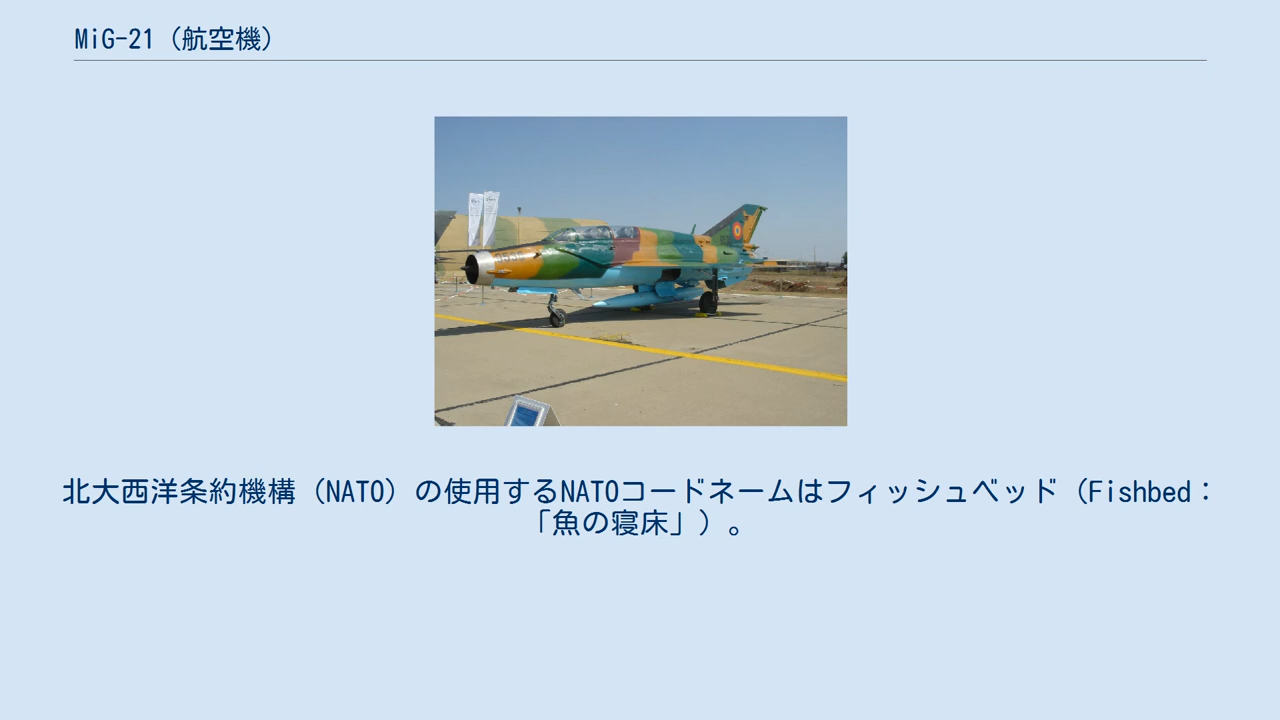 MiG-21（航空機）
北大西洋条約機構（NATO）の使用するNATOコードネームはフィッシュベッド（Fishbed：
「魚の寝床」）。